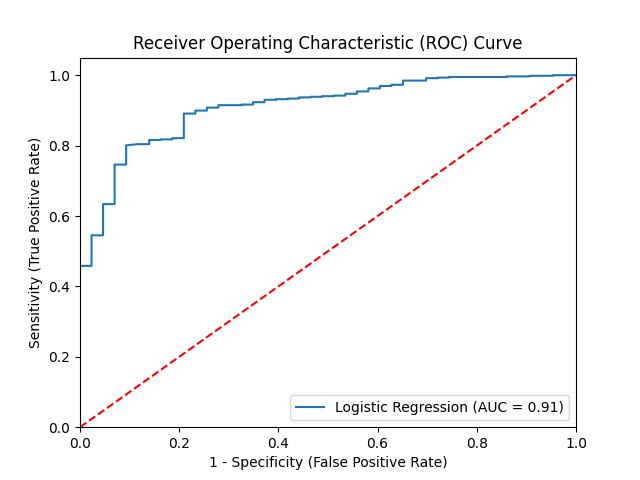 Receiver Operating Characteristic (ROC) Curve
Sensitivity (True Positive Rate)
1.0
0.8
0.6
0.4
0.2
0.0
Logistic Regression (AUC = 0.91)
0.0 0.2 0.4 0.6 0.8 1.0
1 - Specificity (False Positive Rate)